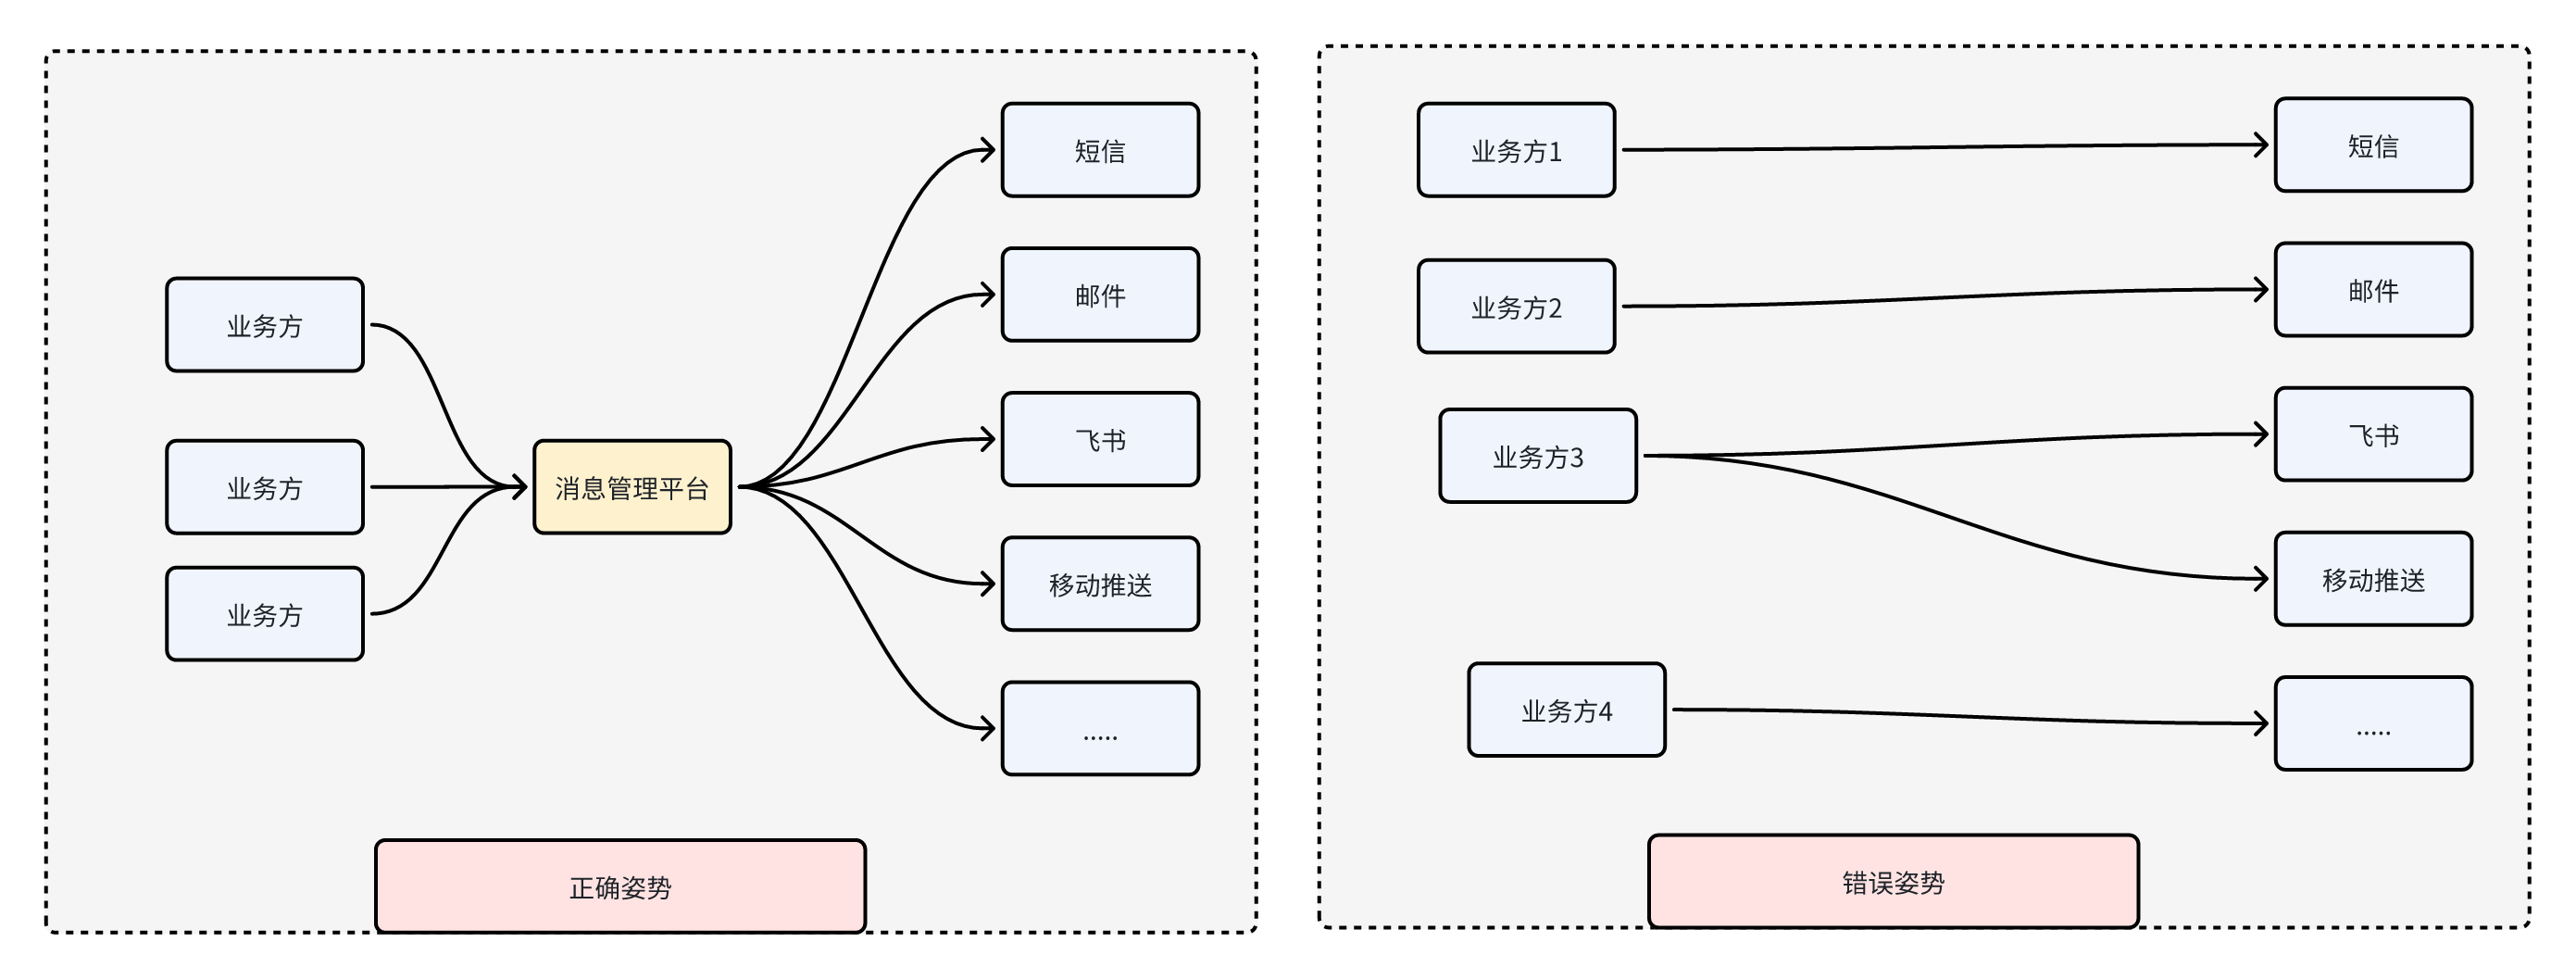 业务方
业务方
业务方
消息管理平台
短信
邮件
飞书
移动推送
.....
正确姿势
业务方1
业务方2
业务方3
业务方4
短信
邮件
飞书
移动推送
.....
错误姿势